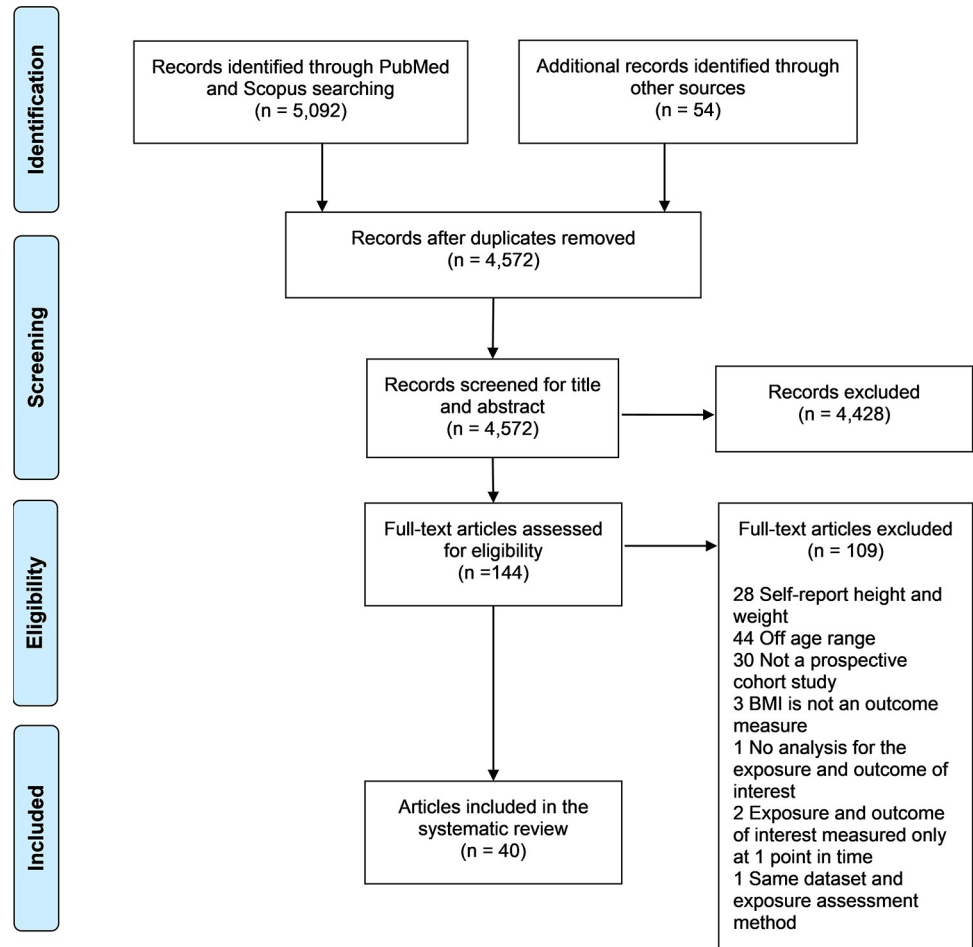 Identification
Records identified through PubMed
and Scopus searching
(n = 5,092)
Additional records identified through
other sources
(n = 54)
Records after duplicates removed
(n = 4,572)
Screening
Records screened for title
and abstract
(n = 4,572)
Records excluded
(n = 4,428)
Eligibility
Full-text articles assessed
for eligibility
(n =144)
Full-text articles excluded
(n = 109)
28 Self-report height and
weight
44 Off age range
30 Not a prospective
cohort study
3 BMI is not an outcome
measure
1 No analysis for the
exposure and outcome of
interest
2 Exposure and outcome
of interest measured only
at 1 point in time
1 Same dataset and
exposure assessment
method
Included
Articles included in the
systematic review
(n = 40)